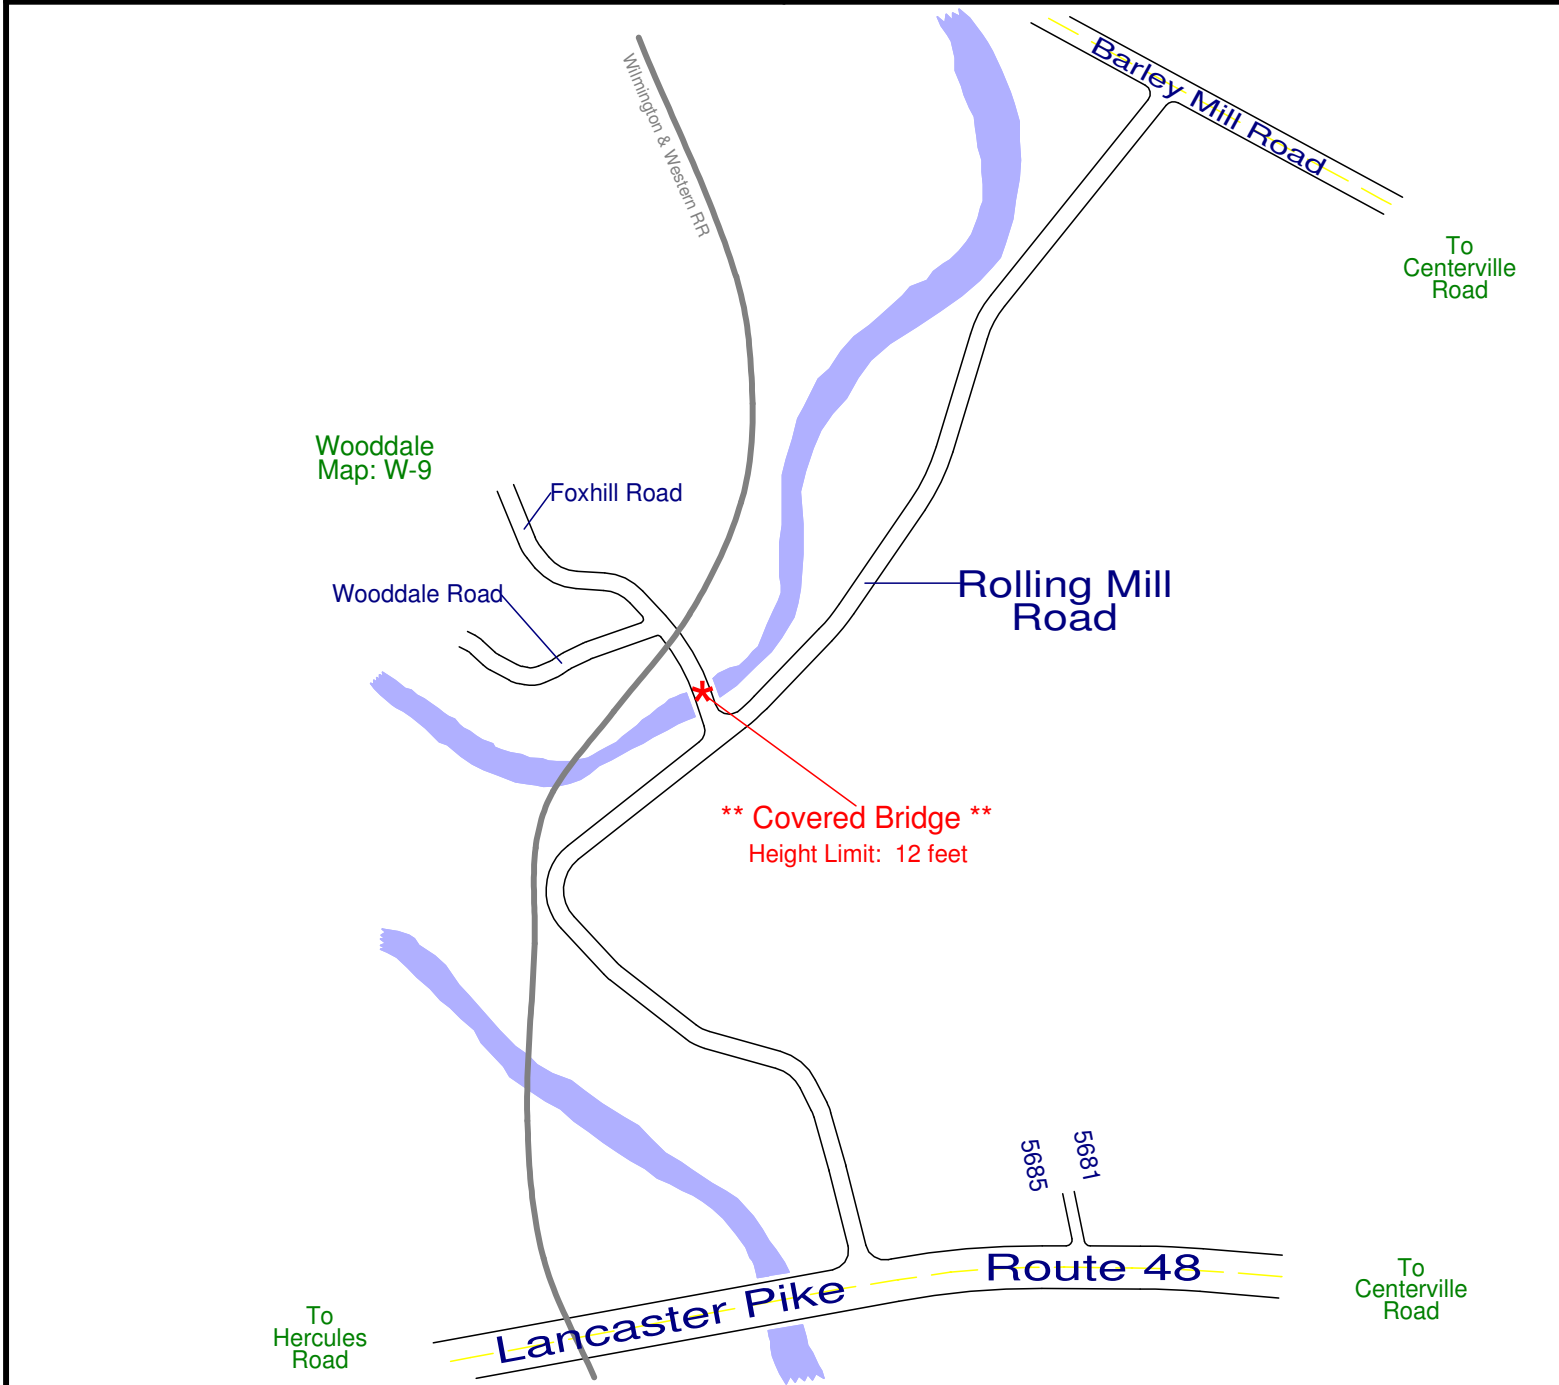 Barley Mill Road
Wilmington & Western RR
To
Centerville
Road
Wooddale
Map: W-9
Foxhill Road
Wooddale Road
Rolling Mill
Road
*
** Covered Bridge **
Height Limit: 12 feet
5685
5681
Route 48
Lancaster Pike
To
Centerville
Road
To
Hercules
Road